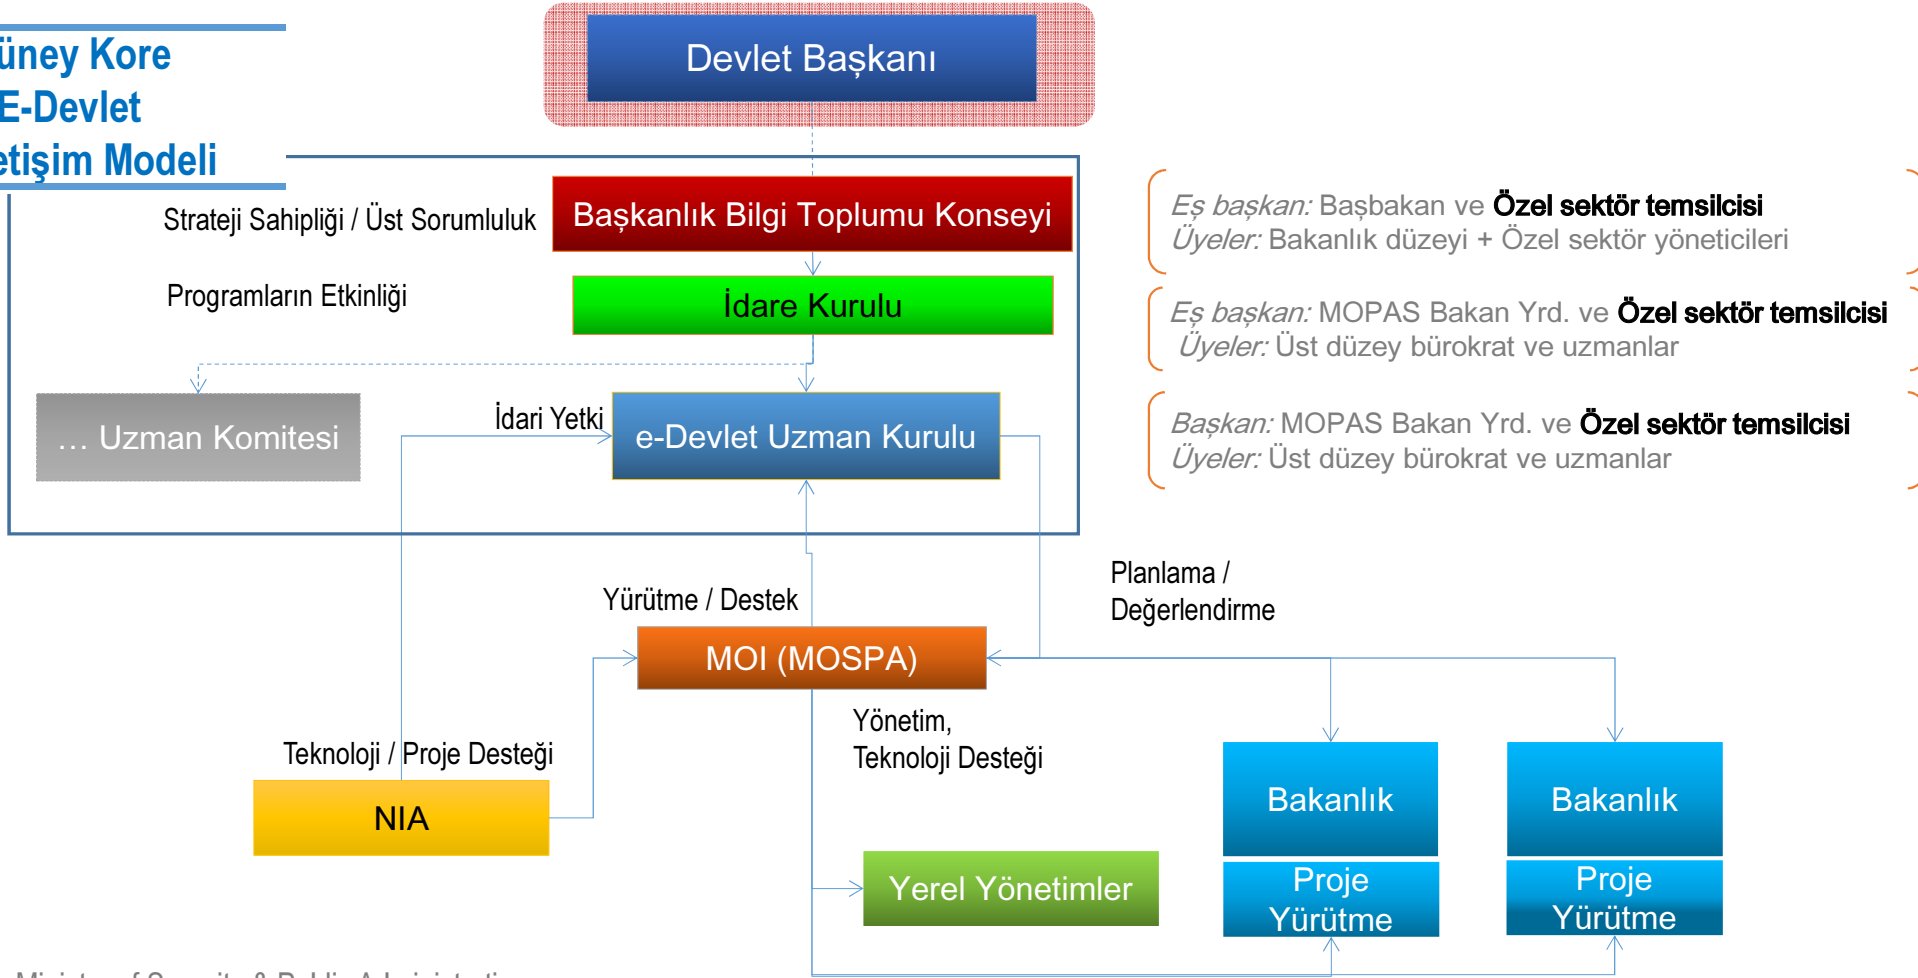 üney Kore
E-Devlet
etişim Modeli
Devlet Başkanı
Strateji Sahipliği / Üst Sorumluluk
Başkanlık Bilgi Toplumu Konseyi
Eş başkan: Başbakan ve Özel sektör temsilcisi
Üyeler: Bakanlık düzeyi + Özel sektör yöneticileri
Programların Etkinliği
İdare Kurulu
Eş başkan: MOPAS Bakan Yrd. ve Özel sektör temsilcisi
Üyeler: Üst düzey bürokrat ve uzmanlar
… Uzman Komitesi
İdari Yetki
e-Devlet Uzman Kurulu
Başkan: MOPAS Bakan Yrd. ve Özel sektör temsilcisi
Üyeler: Üst düzey bürokrat ve uzmanlar
Yürütme / Destek
Planlama /
Değerlendirme
MOI (MOSPA)
Yönetim,
Teknoloji Desteği
Teknoloji / Proje Desteği
NIA
Bakanlık
Bakanlık
Yerel Yönetimler
Proje
Yürütme
Proje
Yürütme